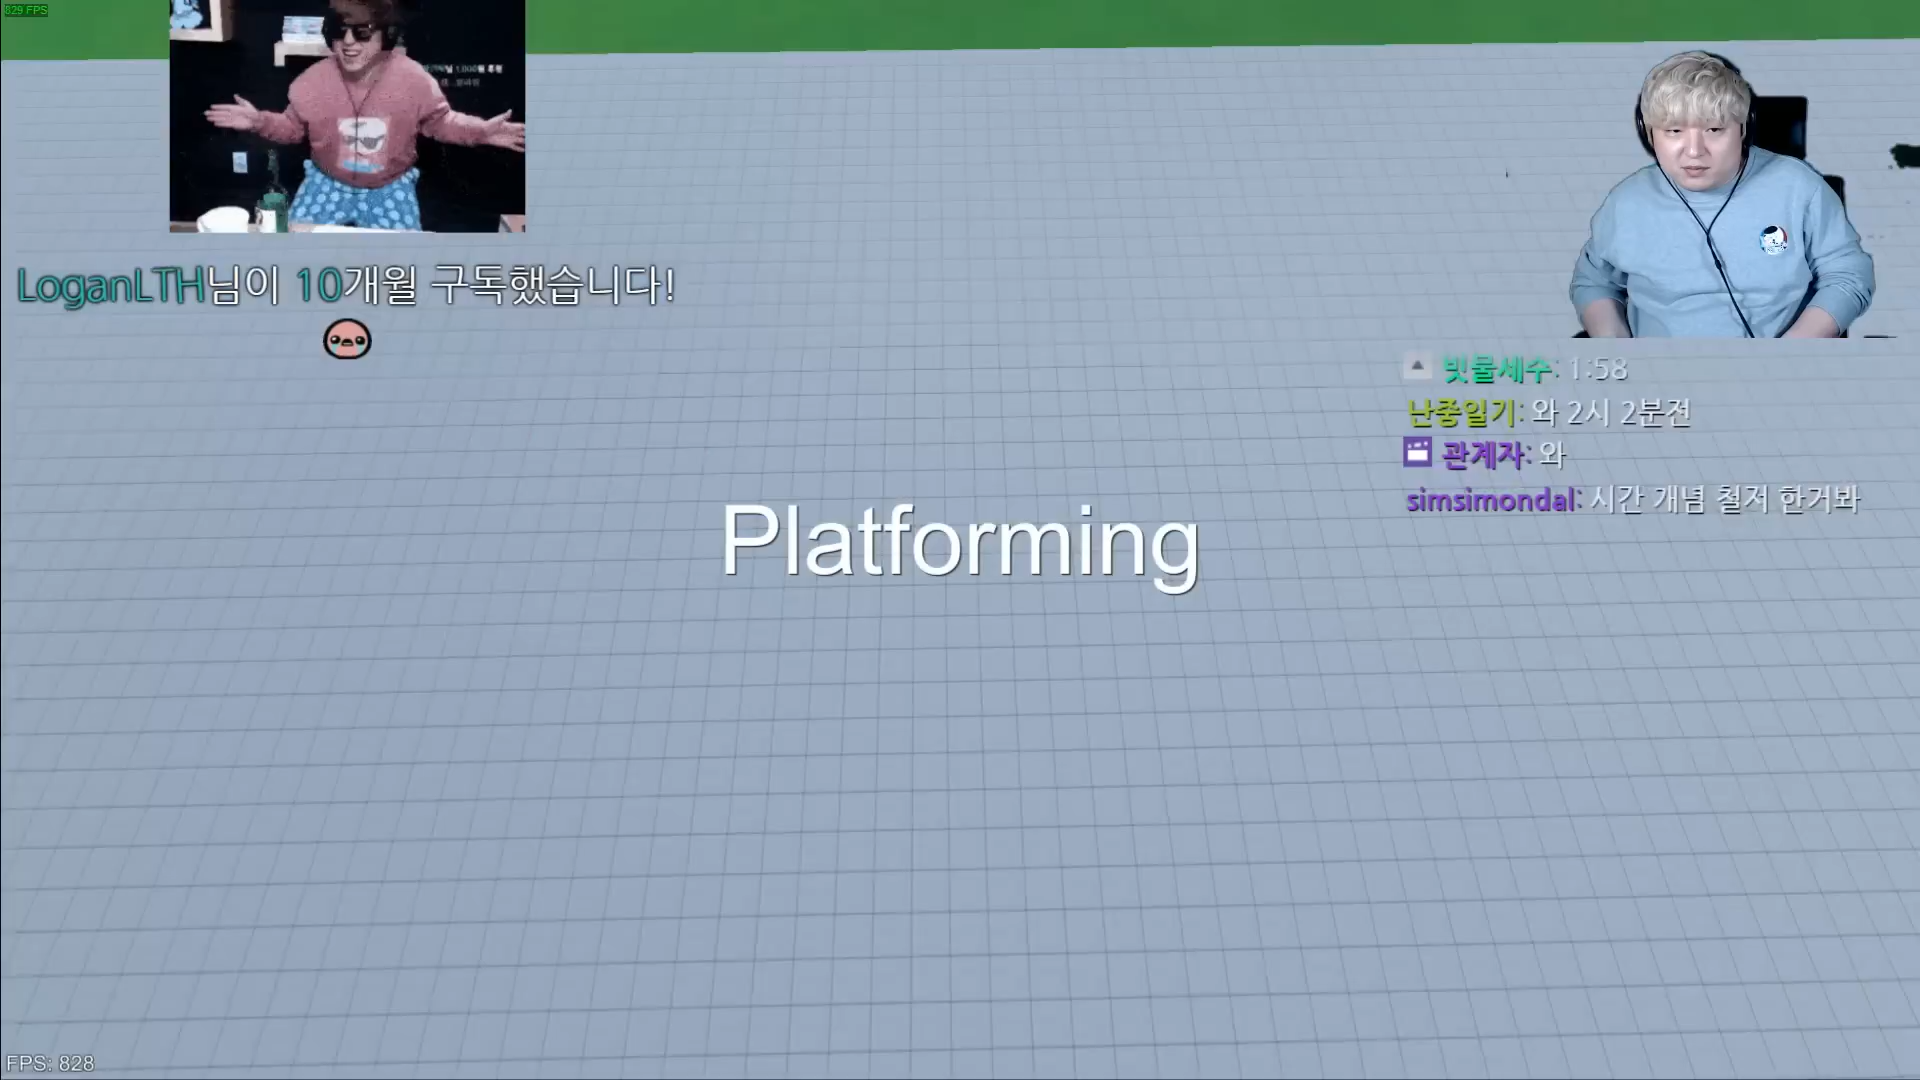 829 FPS
LoganLTH님이 10개월 구독했습니다!
빗물세수: 1:58
난중일기: 와 2시 2분전
관계자: 와
simsimondal: 시간 개념 철저 한거봐
Platforming
FPS: 828